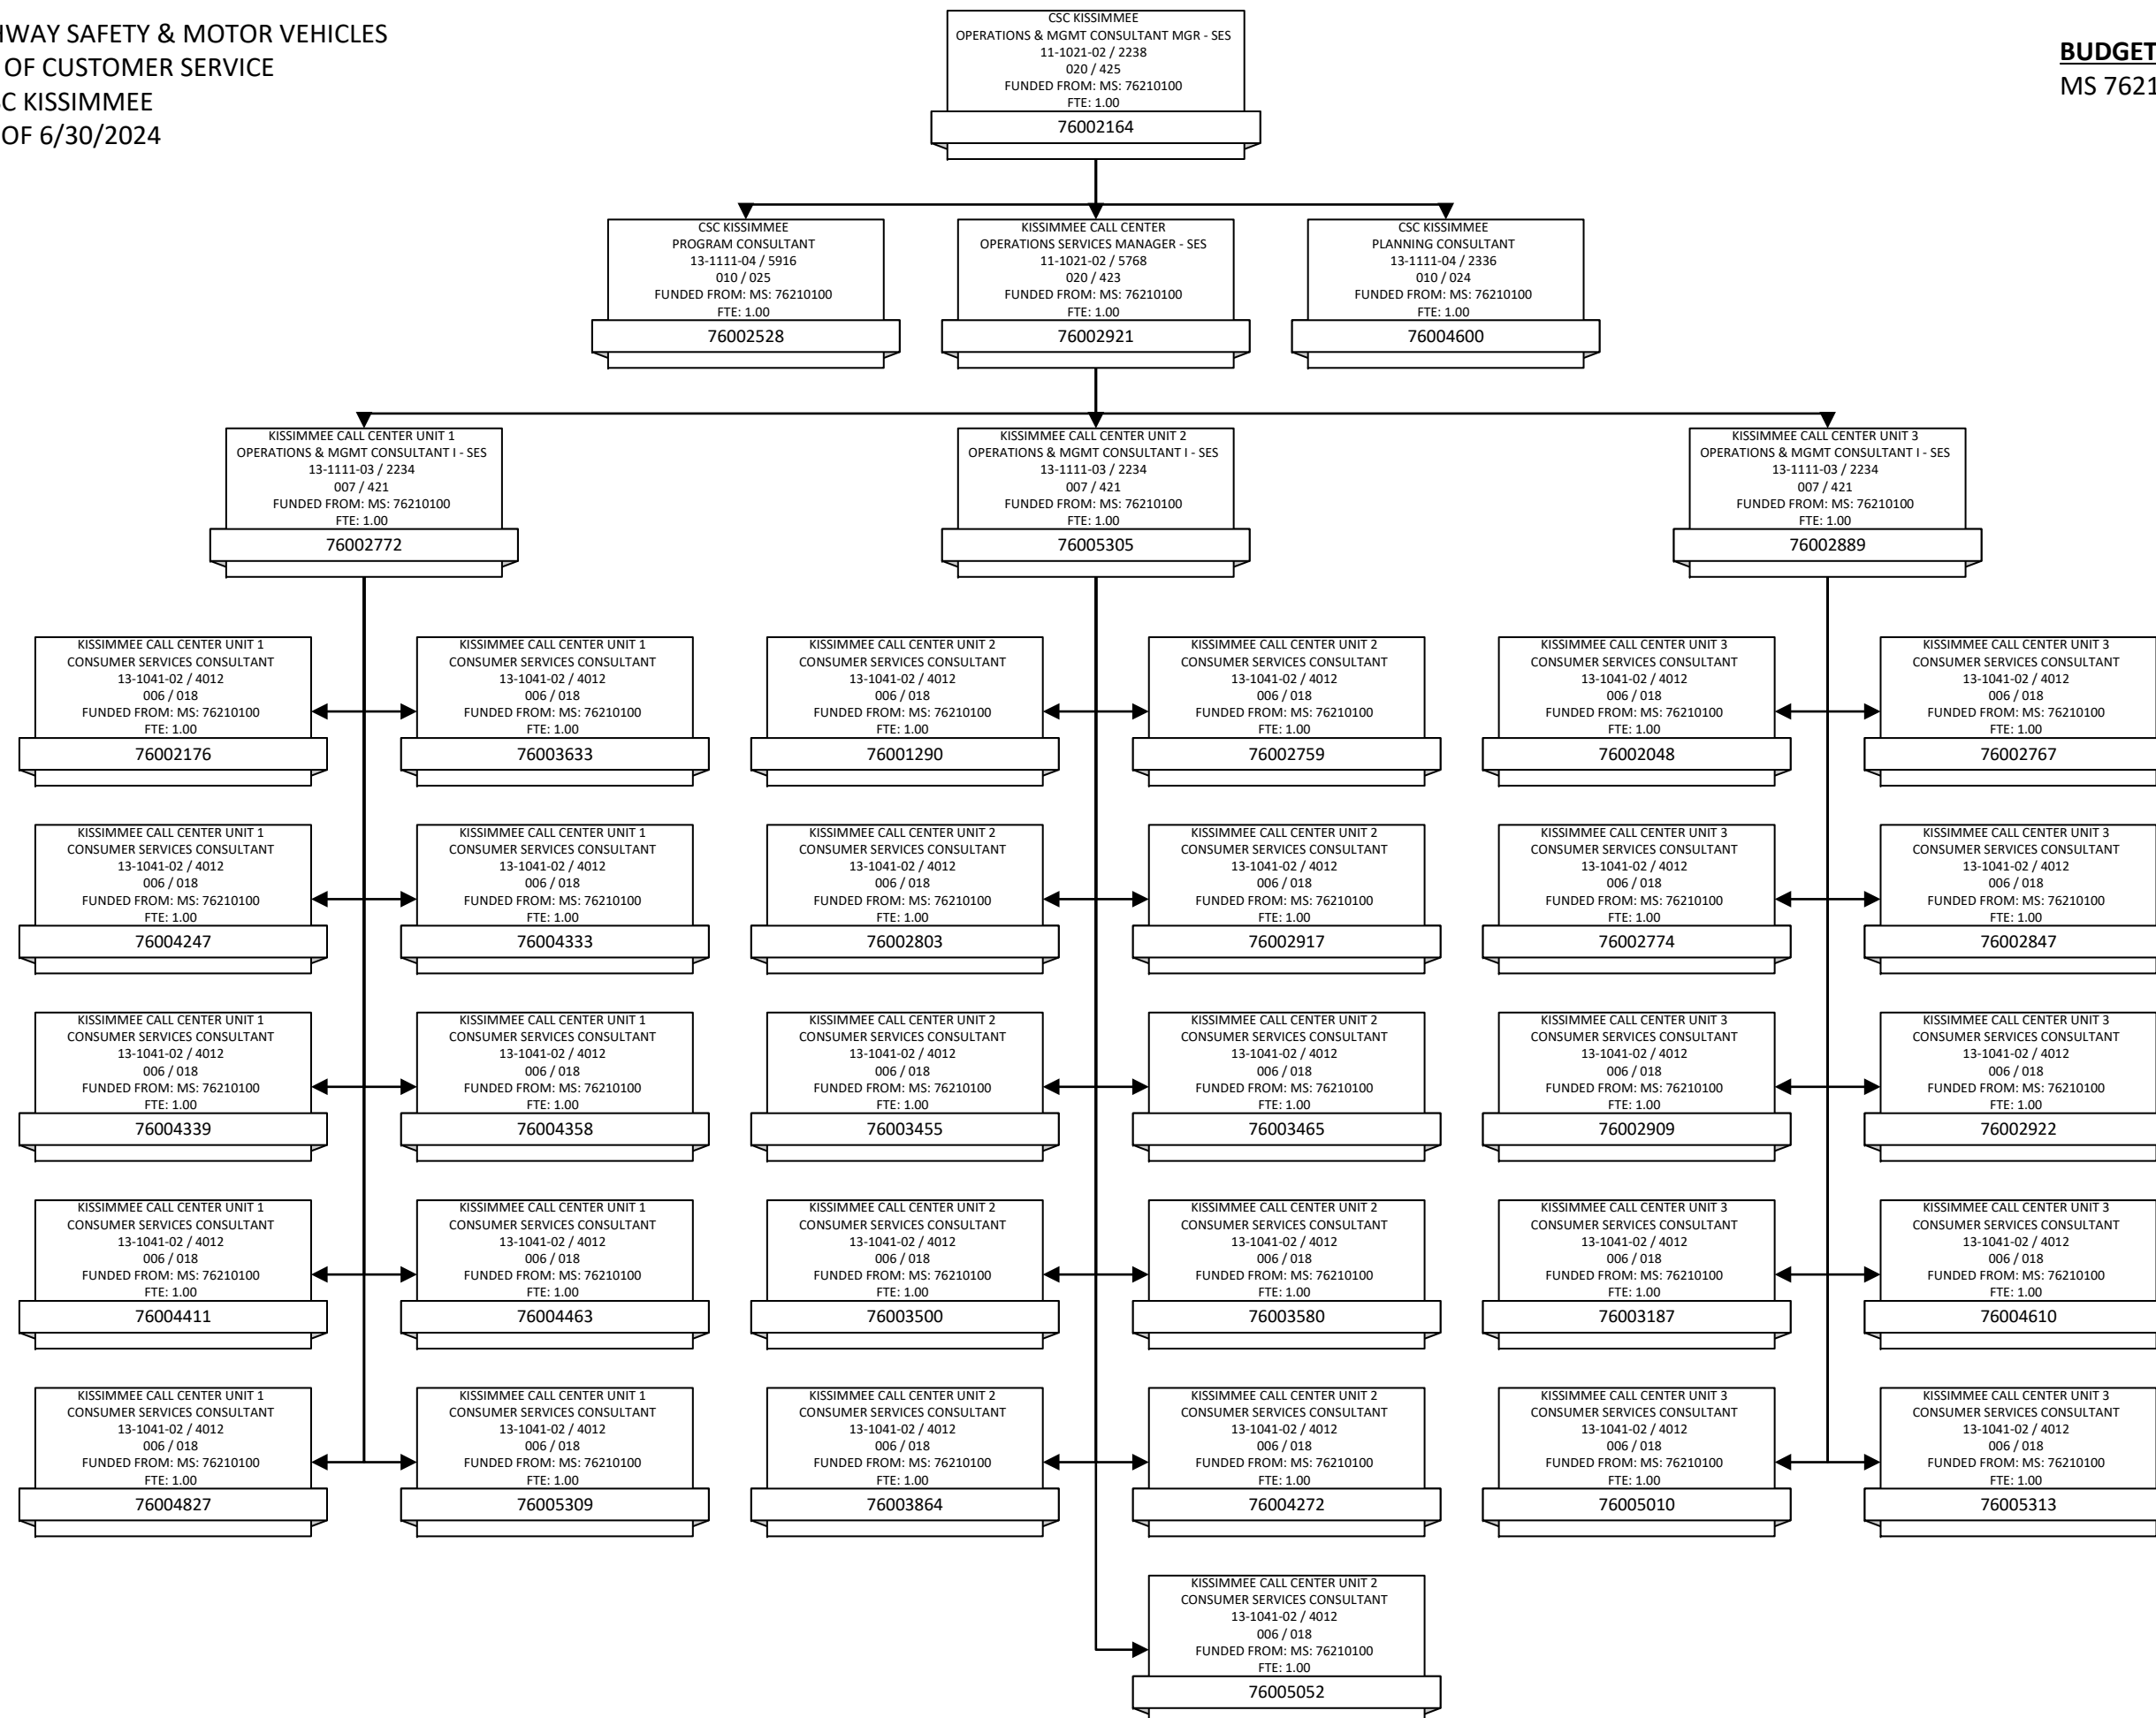 HWAY SAFETY & MOTOR VEHICLES
OF CUSTOMER SERVICE
C KISSIMMEE
OF 6/30/2024
BUDGET
MS 7621
CSC KISSIMMEE
OPERATIONS & MGMT CONSULTANT MGR - SES
11-1021-02 / 2238
020 / 425
FUNDED FROM: MS: 76210100
FTE: 1.00
76002164
CSC KISSIMMEE
PROGRAM CONSULTANT
13-1111-04 / 5916
010 / 025
FUNDED FROM: MS: 76210100
FTE: 1.00
76002528
KISSIMMEE CALL CENTER
OPERATIONS SERVICES MANAGER - SES
11-1021-02 / 5768
020 / 423
FUNDED FROM: MS: 76210100
FTE: 1.00
76002921
CSC KISSIMMEE
PLANNING CONSULTANT
13-1111-04 / 2336
010 / 024
FUNDED FROM: MS: 76210100
FTE: 1.00
76004600
KISSIMMEE CALL CENTER UNIT 1
OPERATIONS & MGMT CONSULTANT I - SES
13-1111-03 / 2234
007 / 421
FUNDED FROM: MS: 76210100
FTE: 1.00
76002772
KISSIMMEE CALL CENTER UNIT 2
OPERATIONS & MGMT CONSULTANT I - SES
13-1111-03 / 2234
007 / 421
FUNDED FROM: MS: 76210100
FTE: 1.00
76005305
KISSIMMEE CALL CENTER UNIT 3
OPERATIONS & MGMT CONSULTANT I - SES
13-1111-03 / 2234
007 / 421
FUNDED FROM: MS: 76210100
FTE: 1.00
76002889
KISSIMMEE CALL CENTER UNIT 1
CONSUMER SERVICES CONSULTANT
13-1041-02 / 4012
006 / 018
FUNDED FROM: MS: 76210100
FTE: 1.00
76002176
KISSIMMEE CALL CENTER UNIT 1
CONSUMER SERVICES CONSULTANT
13-1041-02 / 4012
006 / 018
FUNDED FROM: MS: 76210100
FTE: 1.00
76003633
KISSIMMEE CALL CENTER UNIT 2
CONSUMER SERVICES CONSULTANT
13-1041-02 / 4012
006 / 018
FUNDED FROM: MS: 76210100
FTE: 1.00
76001290
KISSIMMEE CALL CENTER UNIT 2
CONSUMER SERVICES CONSULTANT
13-1041-02 / 4012
006 / 018
FUNDED FROM: MS: 76210100
FTE: 1.00
76002759
KISSIMMEE CALL CENTER UNIT 3
CONSUMER SERVICES CONSULTANT
13-1041-02 / 4012
006 / 018
FUNDED FROM: MS: 76210100
FTE: 1.00
76002048
KISSIMMEE CALL CENTER UNIT 3
CONSUMER SERVICES CONSULTANT
13-1041-02 / 4012
006 / 018
FUNDED FROM: MS: 76210100
FTE: 1.00
76002767
KISSIMMEE CALL CENTER UNIT 1
CONSUMER SERVICES CONSULTANT
13-1041-02 / 4012
006 / 018
FUNDED FROM: MS: 76210100
FTE: 1.00
76004247
KISSIMMEE CALL CENTER UNIT 1
CONSUMER SERVICES CONSULTANT
13-1041-02 / 4012
006 / 018
FUNDED FROM: MS: 76210100
FTE: 1.00
76004333
KISSIMMEE CALL CENTER UNIT 2
CONSUMER SERVICES CONSULTANT
13-1041-02 / 4012
006 / 018
FUNDED FROM: MS: 76210100
FTE: 1.00
76002803
KISSIMMEE CALL CENTER UNIT 2
CONSUMER SERVICES CONSULTANT
13-1041-02 / 4012
006 / 018
FUNDED FROM: MS: 76210100
FTE: 1.00
76002917
KISSIMMEE CALL CENTER UNIT 3
CONSUMER SERVICES CONSULTANT
13-1041-02 / 4012
006 / 018
FUNDED FROM: MS: 76210100
FTE: 1.00
76002774
KISSIMMEE CALL CENTER UNIT 3
CONSUMER SERVICES CONSULTANT
13-1041-02 / 4012
006 / 018
FUNDED FROM: MS: 76210100
FTE: 1.00
76002847
KISSIMMEE CALL CENTER UNIT 1
CONSUMER SERVICES CONSULTANT
13-1041-02 / 4012
006 / 018
FUNDED FROM: MS: 76210100
FTE: 1.00
76004339
KISSIMMEE CALL CENTER UNIT 1
CONSUMER SERVICES CONSULTANT
13-1041-02 / 4012
006 / 018
FUNDED FROM: MS: 76210100
FTE: 1.00
76004358
KISSIMMEE CALL CENTER UNIT 2
CONSUMER SERVICES CONSULTANT
13-1041-02 / 4012
006 / 018
FUNDED FROM: MS: 76210100
FTE: 1.00
76003455
KISSIMMEE CALL CENTER UNIT 2
CONSUMER SERVICES CONSULTANT
13-1041-02 / 4012
006 / 018
FUNDED FROM: MS: 76210100
FTE: 1.00
76003465
KISSIMMEE CALL CENTER UNIT 3
CONSUMER SERVICES CONSULTANT
13-1041-02 / 4012
006 / 018
FUNDED FROM: MS: 76210100
FTE: 1.00
76002909
KISSIMMEE CALL CENTER UNIT 3
CONSUMER SERVICES CONSULTANT
13-1041-02 / 4012
006 / 018
FUNDED FROM: MS: 76210100
FTE: 1.00
76002922
KISSIMMEE CALL CENTER UNIT 1
CONSUMER SERVICES CONSULTANT
13-1041-02 / 4012
006 / 018
FUNDED FROM: MS: 76210100
FTE: 1.00
76004411
KISSIMMEE CALL CENTER UNIT 1
CONSUMER SERVICES CONSULTANT
13-1041-02 / 4012
006 / 018
FUNDED FROM: MS: 76210100
FTE: 1.00
76004463
KISSIMMEE CALL CENTER UNIT 2
CONSUMER SERVICES CONSULTANT
13-1041-02 / 4012
006 / 018
FUNDED FROM: MS: 76210100
FTE: 1.00
76003500
KISSIMMEE CALL CENTER UNIT 2
CONSUMER SERVICES CONSULTANT
13-1041-02 / 4012
006 / 018
FUNDED FROM: MS: 76210100
FTE: 1.00
76003580
KISSIMMEE CALL CENTER UNIT 3
CONSUMER SERVICES CONSULTANT
13-1041-02 / 4012
006 / 018
FUNDED FROM: MS: 76210100
FTE: 1.00
76003187
KISSIMMEE CALL CENTER UNIT 3
CONSUMER SERVICES CONSULTANT
13-1041-02 / 4012
006 / 018
FUNDED FROM: MS: 76210100
FTE: 1.00
76004610
KISSIMMEE CALL CENTER UNIT 1
CONSUMER SERVICES CONSULTANT
13-1041-02 / 4012
006 / 018
FUNDED FROM: MS: 76210100
FTE: 1.00
76004827
KISSIMMEE CALL CENTER UNIT 1
CONSUMER SERVICES CONSULTANT
13-1041-02 / 4012
006 / 018
FUNDED FROM: MS: 76210100
FTE: 1.00
76005309
KISSIMMEE CALL CENTER UNIT 2
CONSUMER SERVICES CONSULTANT
13-1041-02 / 4012
006 / 018
FUNDED FROM: MS: 76210100
FTE: 1.00
76003864
KISSIMMEE CALL CENTER UNIT 2
CONSUMER SERVICES CONSULTANT
13-1041-02 / 4012
006 / 018
FUNDED FROM: MS: 76210100
FTE: 1.00
76004272
KISSIMMEE CALL CENTER UNIT 3
CONSUMER SERVICES CONSULTANT
13-1041-02 / 4012
006 / 018
FUNDED FROM: MS: 76210100
FTE: 1.00
76005010
KISSIMMEE CALL CENTER UNIT 3
CONSUMER SERVICES CONSULTANT
13-1041-02 / 4012
006 / 018
FUNDED FROM: MS: 76210100
FTE: 1.00
76005313
KISSIMMEE CALL CENTER UNIT 2
CONSUMER SERVICES CONSULTANT
13-1041-02 / 4012
006 / 018
FUNDED FROM: MS: 76210100
FTE: 1.00
76005052